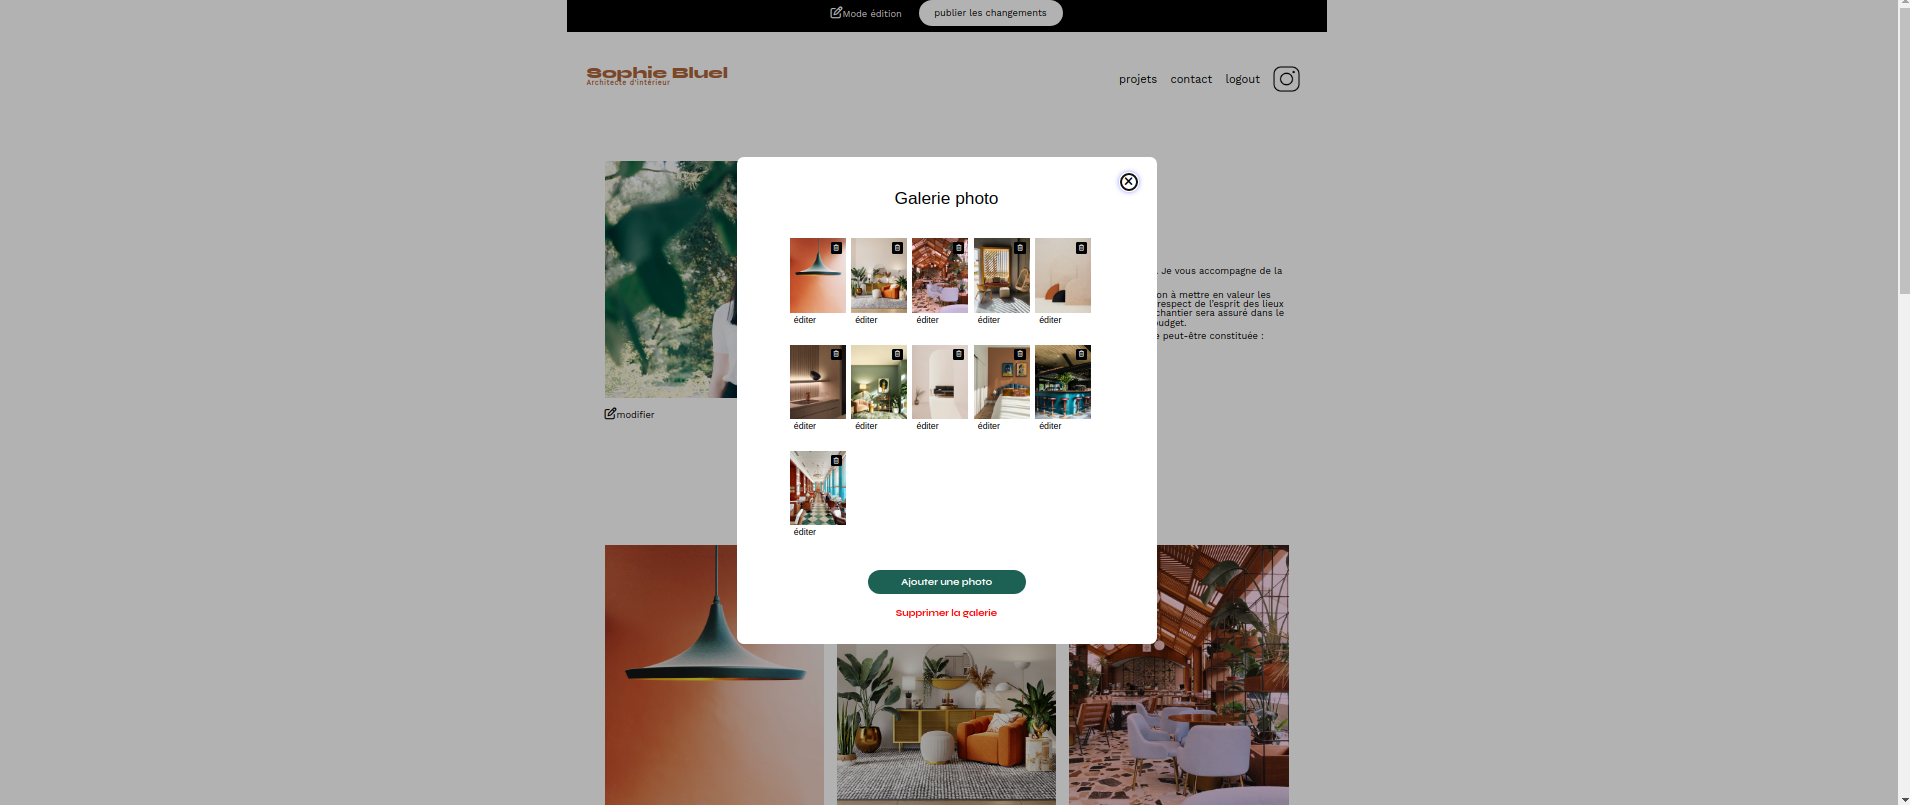 Mode édition publier les changements
Sophie Bluel
Architecte d'intérieur
projets contact logout
Galerie photo
. Je vous accompagne de la
on à mettre en valeur les
respect de l'esprit des lieux
chantier sera assuré dans le
budget.
e peut-être constituée :
éditer éditer éditer éditer éditer
éditer éditer éditer éditer éditer
modifier
éditer
Ajouter une photo
Supprimer la galerie